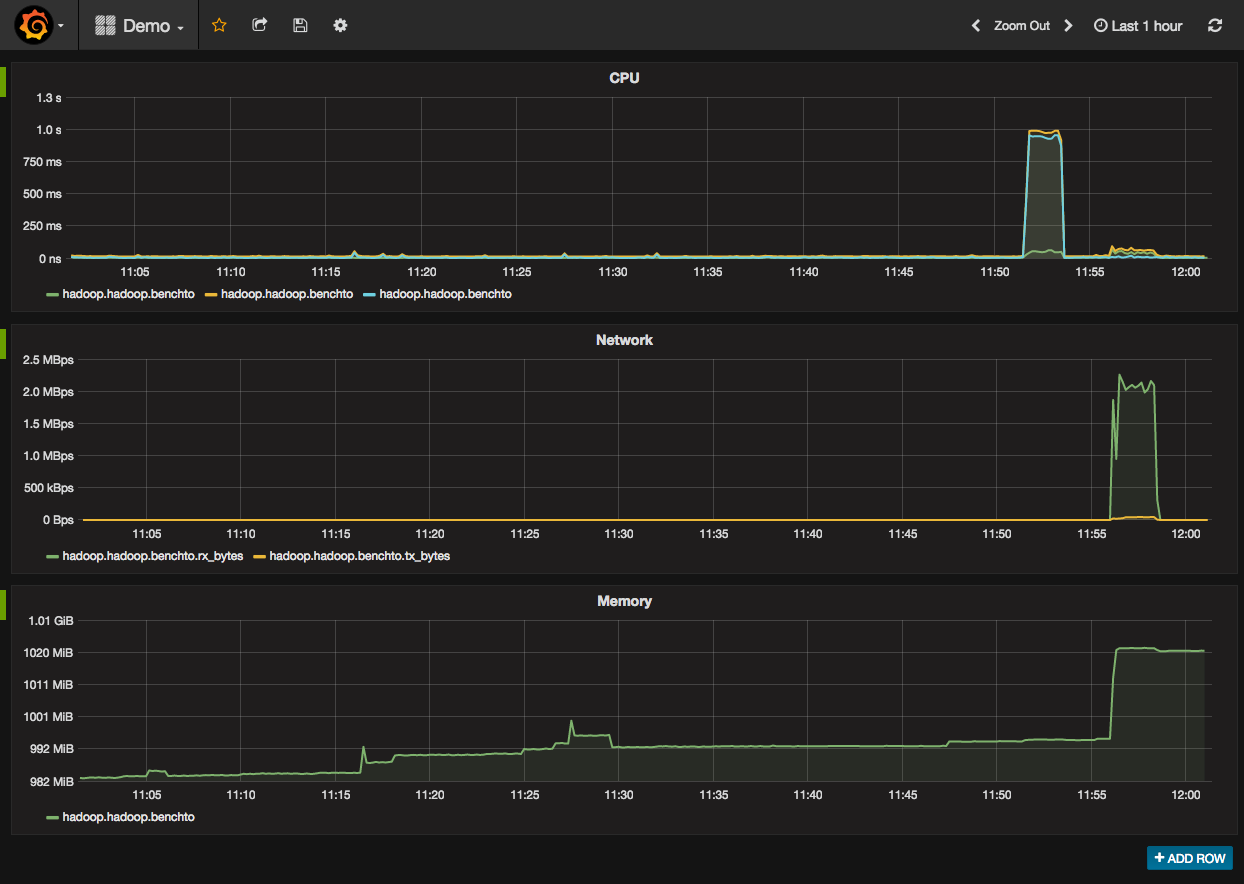 Demo Zoom Out Last 1 hour
CPU
1.3 s
1.0 s
750 ms
500 ms
250 ms
0 ns
11:05 11:10 11:15 11:20 11:25 11:30 11:35 11:40 11:45 11:50 11:55 12:00
hadoop.hadoop.benchto hadoop.hadoop.benchto hadoop.hadoop.benchto
Network
2.5 MBps
2.0 MBps
1.5 MBps
1.0 MBps
500 kBps
0 Bps
11:05 11:10 11:15 11:20 11:25 11:30 11:35 11:40 11:45 11:50 11:55 12:00
hadoop.hadoop.benchto.rx_bytes hadoop.hadoop.benchto.tx_bytes
Memory
1.01 GiB
1020 MiB
1011 MiB
1001 MiB
992 MiB
982 MiB
11:05 11:10 11:15 11:20 11:25 11:30 11:35 11:40 11:45 11:50 11:55 12:00
hadoop.hadoop.benchto
+ ADD ROW